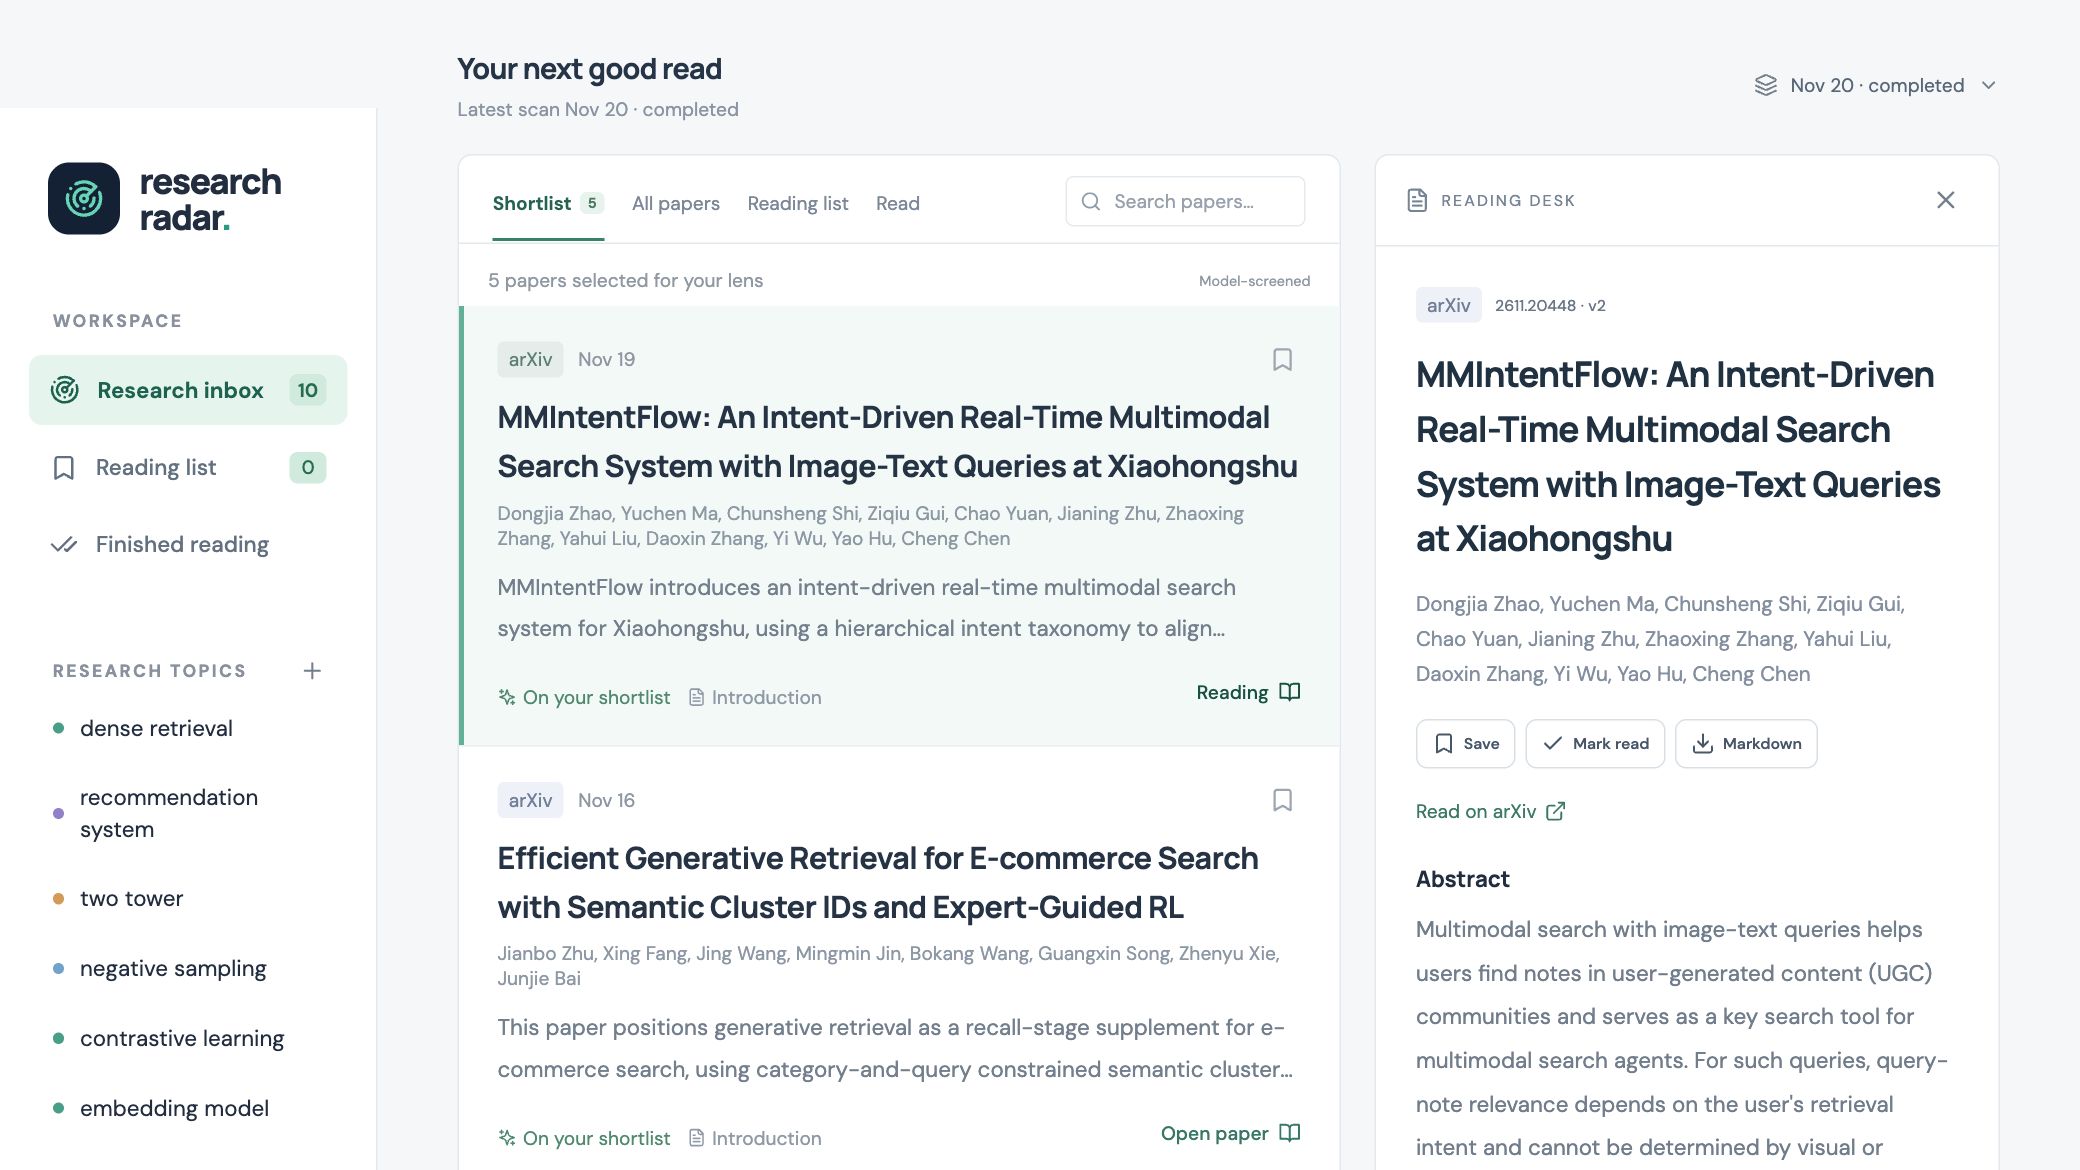 research
radar.
WORKSPACE
Research inbox 10
Reading list 0
Finished reading
RESEARCH TOPICS
dense retrieval
recommendation
system
two tower
negative sampling
contrastive learning
embedding model
Your next good read
Latest scan Nov 20 · completed
Nov 20 · completed
Shortlist 5 All papers Reading list Read
Search papers...
5 papers selected for your lens
Model-screened
arXiv Nov 19
MMIntentFlow: An Intent-Driven Real-Time Multimodal
Search System with Image-Text Queries at Xiaohongshu
Dongjia Zhao, Yuchen Ma, Chunsheng Shi, Ziqiu Gui, Chao Yuan, Jianing Zhu, Zhaoxing
Zhang, Yahui Liu, Daoxin Zhang, Yi Wu, Yao Hu, Cheng Chen
MMIntentFlow introduces an intent-driven real-time multimodal search
system for Xiaohongshu, using a hierarchical intent taxonomy to align...
On your shortlist Introduction
Reading
arXiv Nov 16
Efficient Generative Retrieval for E-commerce Search
with Semantic Cluster IDs and Expert-Guided RL
Jianbo Zhu, Xing Fang, Jing Wang, Mingmin Jin, Bokang Wang, Guangxin Song, Zhenyu Xie,
Junjie Bai
This paper positions generative retrieval as a recall-stage supplement for e-
commerce search, using category-and-query constrained semantic cluster...
On your shortlist Introduction
Open paper
READING DESK
arXiv 2611.20448 · v2
MMIntentFlow: An Intent-Driven
Real-Time Multimodal Search
System with Image-Text Queries
at Xiaohongshu
Dongjia Zhao, Yuchen Ma, Chunsheng Shi, Ziqiu Gui,
Chao Yuan, Jianing Zhu, Zhaoxing Zhang, Yahui Liu,
Daoxin Zhang, Yi Wu, Yao Hu, Cheng Chen
Save Mark read Markdown
Read on arXiv
Abstract
Multimodal search with image-text queries helps
users find notes in user-generated content (UGC)
communities and serves as a key search tool for
multimodal search agents. For such queries, query-
note relevance depends on the user's retrieval
intent and cannot be determined by visual or